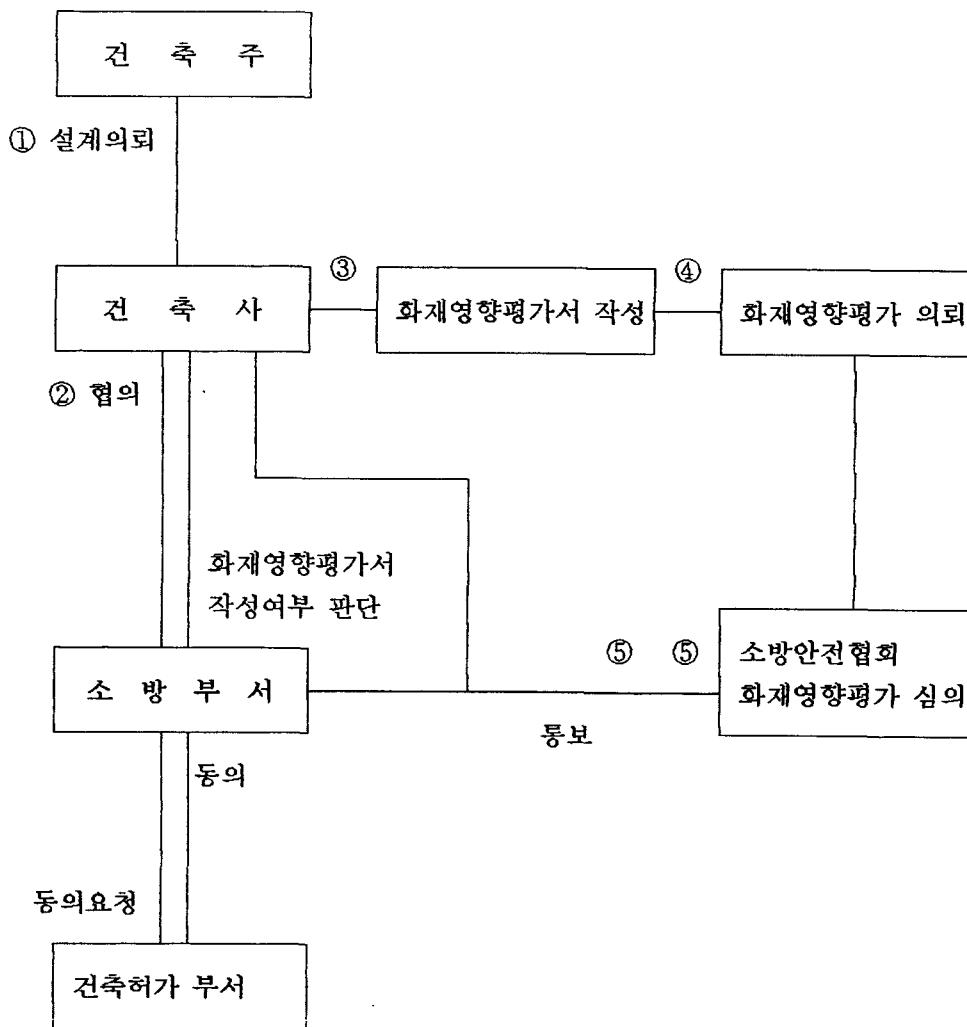 건 축 주
① 설계의뢰
건 축 사
③
화재영향평가서 작성
④
화재영향평가 의뢰
② 협의
화재영향평가서
작성여부 판단
소 방 부 서
⑤ ⑤
소방안전협회
화재영향평가 심의
통보
동의
동의요청
건축허가 부서